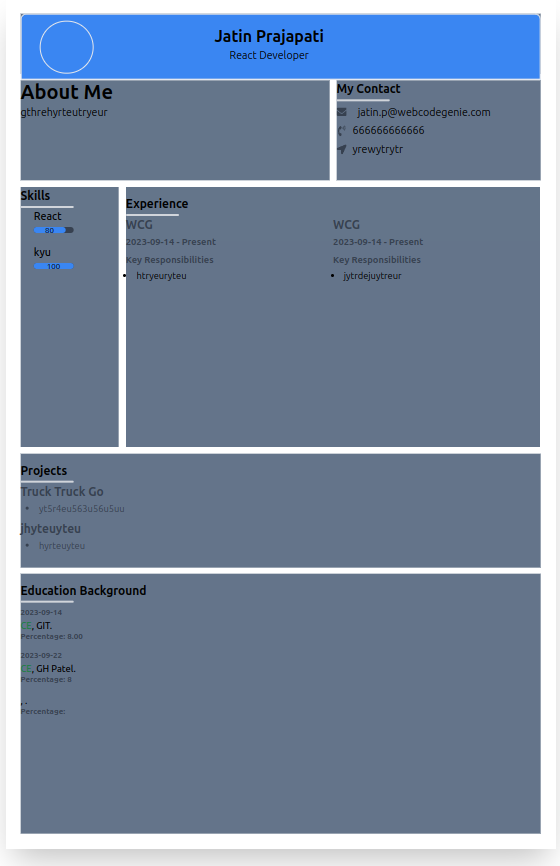 Jatin Prajapati
React Developer
About Me
gthrehyrteutryeur
My Contact
jatin.p@webcodegenie.com
666666666666
yrewytrytr
Skills
React
80
kyu
100
Experience
WCG
2023-09-14 - Present
Key Responsibilities
htryeuryteu
WCG
2023-09-14 - Present
Key Responsibilities
jytrdejuytreur
Projects
Truck Truck Go
yt5r4eu563u56u5uu
jhyteuyteu
hyrteuyteu
Education Background
2023-09-14
CE, GIT.
Percentage: 8.00
2023-09-22
CE, GH Patel.
Percentage: 8
, .
Percentage: